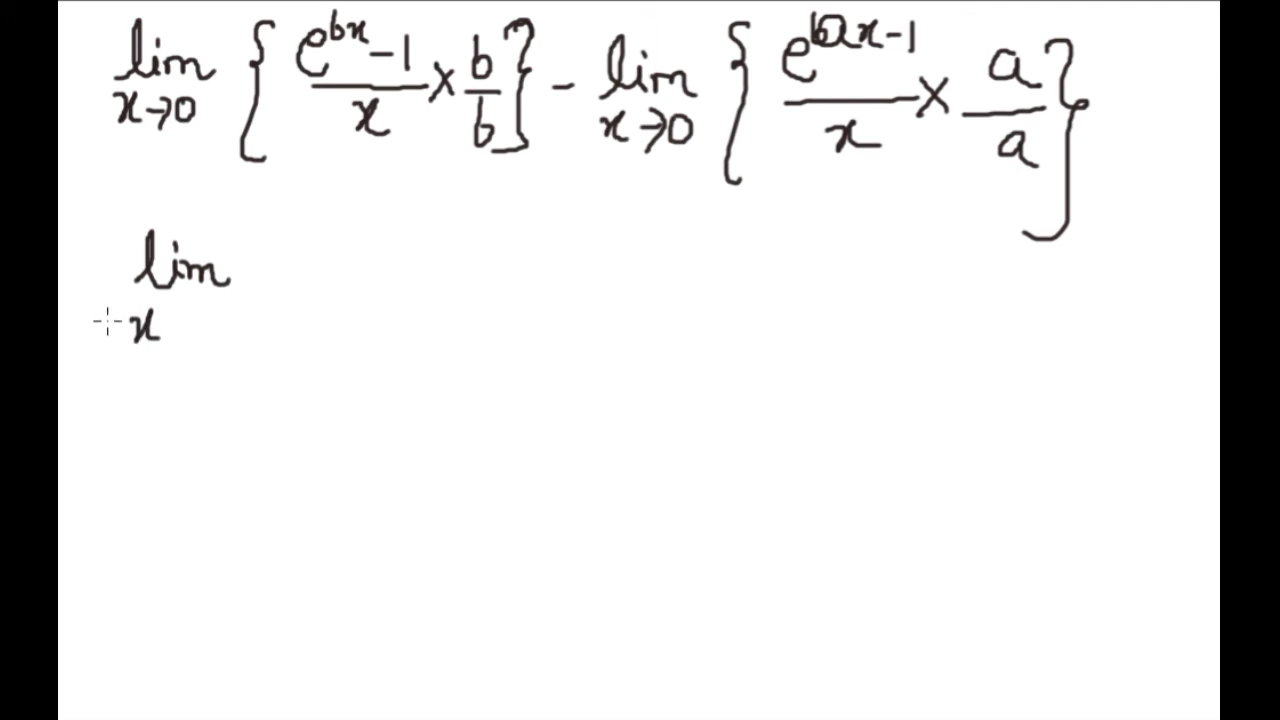 lim x→0 { (e^{bx} - 1)/x × b/b } - lim x→0 { (e^{ax-1})/x × a/a }
lim x